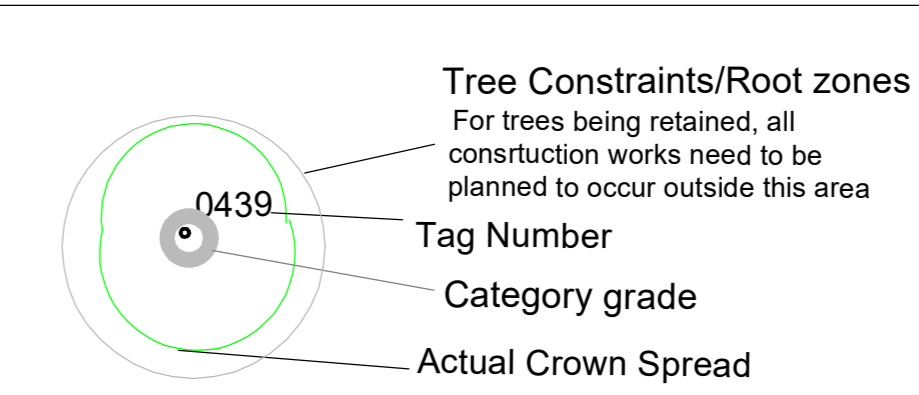 Tree Constraints/Root zones
For trees being retained, all
consrtuction works need to be
planned to occur outside this area
0439
Tag Number
Category grade
Actual Crown Spread